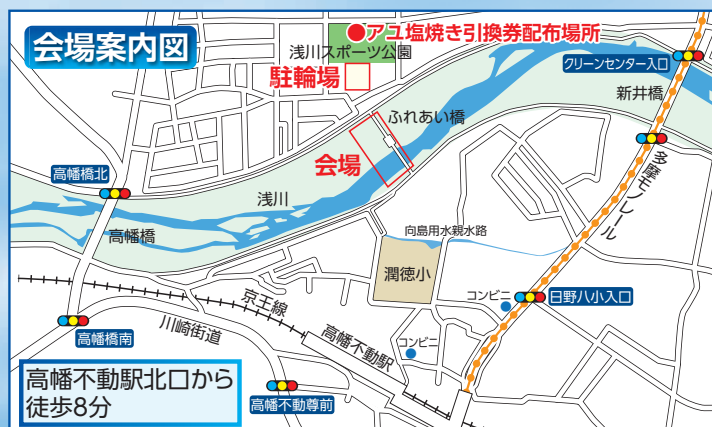 会場案内図
●アユ塩焼き引換券配布場所
浅川スポーツ公園
駐輪場
クリーンセンター入口
新井橋
ふれあい橋
会場
多摩モノレール
高幡橋北
浅川
高幡橋
向島用水親水路
潤徳小
コンビニ
日野八小入口
京王線
川崎街道
高幡橋南
高幡不動駅
コンビニ
高幡不動駅北口から
徒歩8分
高幡不動尊前